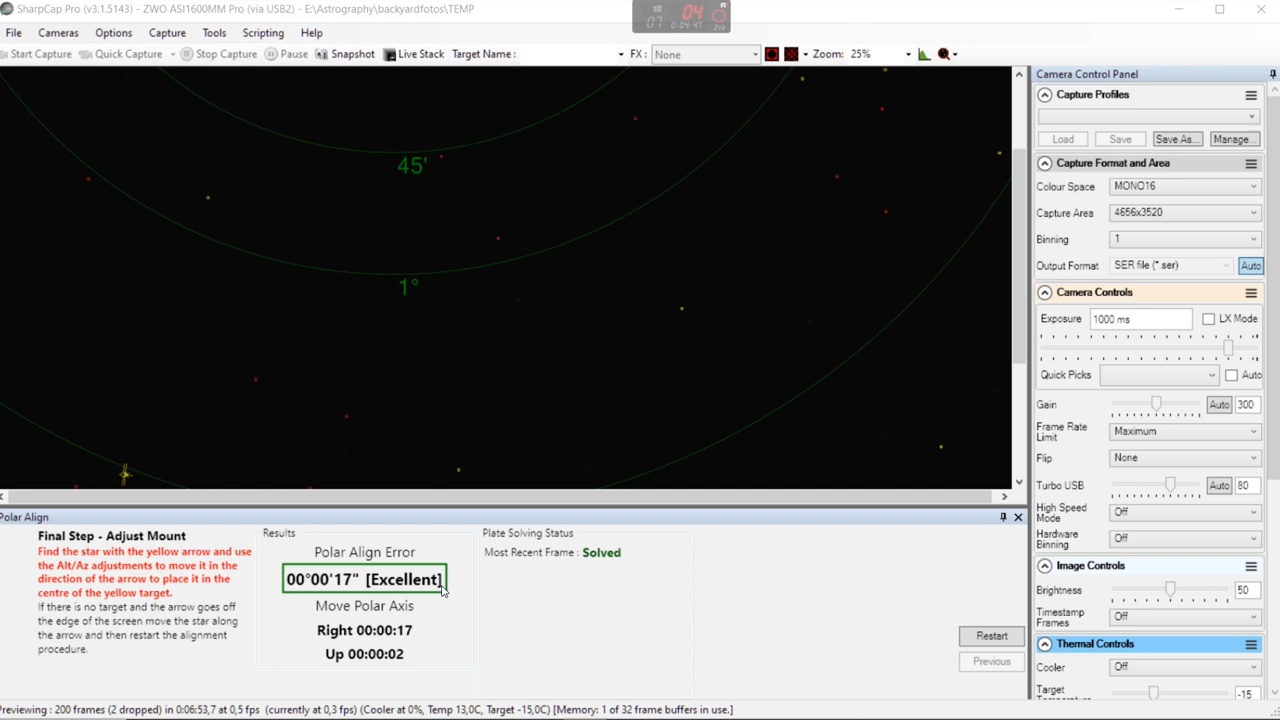 SharpCap Pro (v3.1.5143) - ZWO ASI1600MM Pro (via USB2) - E:\Astrography\backyardfotos\TEMP
07 04 0:04:47
File Cameras Options Capture Tools Scripting Help
Start Capture Quick Capture Stop Capture Pause Snapshot Live Stack Target Name : FX : None Zoom: 25%
45'
1°
Camera Control Panel
Capture Profiles
Load Save Save As... Manage...
Capture Format and Area
Colour Space MONO16
Capture Area 4656x3520
Binning 1
Output Format SER file (*.ser) Auto
Camera Controls
Exposure 1000 ms LX Mode
Quick Picks Auto
Gain Auto 300
Frame Rate
Limit Maximum
Flip None
Turbo USB Auto 80
High Speed
Mode Off
Hardware
Binning Off
Image Controls
Brightness 50
Timestamp
Frames Off
Thermal Controls
Cooler Off
Target
-15
Polar Align
Final Step - Adjust Mount
Find the star with the yellow arrow and use
the Alt/Az adjustments to move it in the
direction of the arrow to place it in the
centre of the yellow target.
If there is no target and the arrow goes off
the edge of the screen move the star along
the arrow and then restart the alignment
procedure.
Results
Polar Align Error
00°00'17" [Excellent]
Move Polar Axis
Right 00:00:17
Up 00:00:02
Plate Solving Status
Most Recent Frame : Solved
Restart
Previous
Previewing : 200 frames (2 dropped) in 0:06:53,7 at 0,5 fps (currently at 0,3 fps) (Cooler at 0%, Temp 13,0C, Target -15,0C) [Memory: 1 of 32 frame buffers in use.]